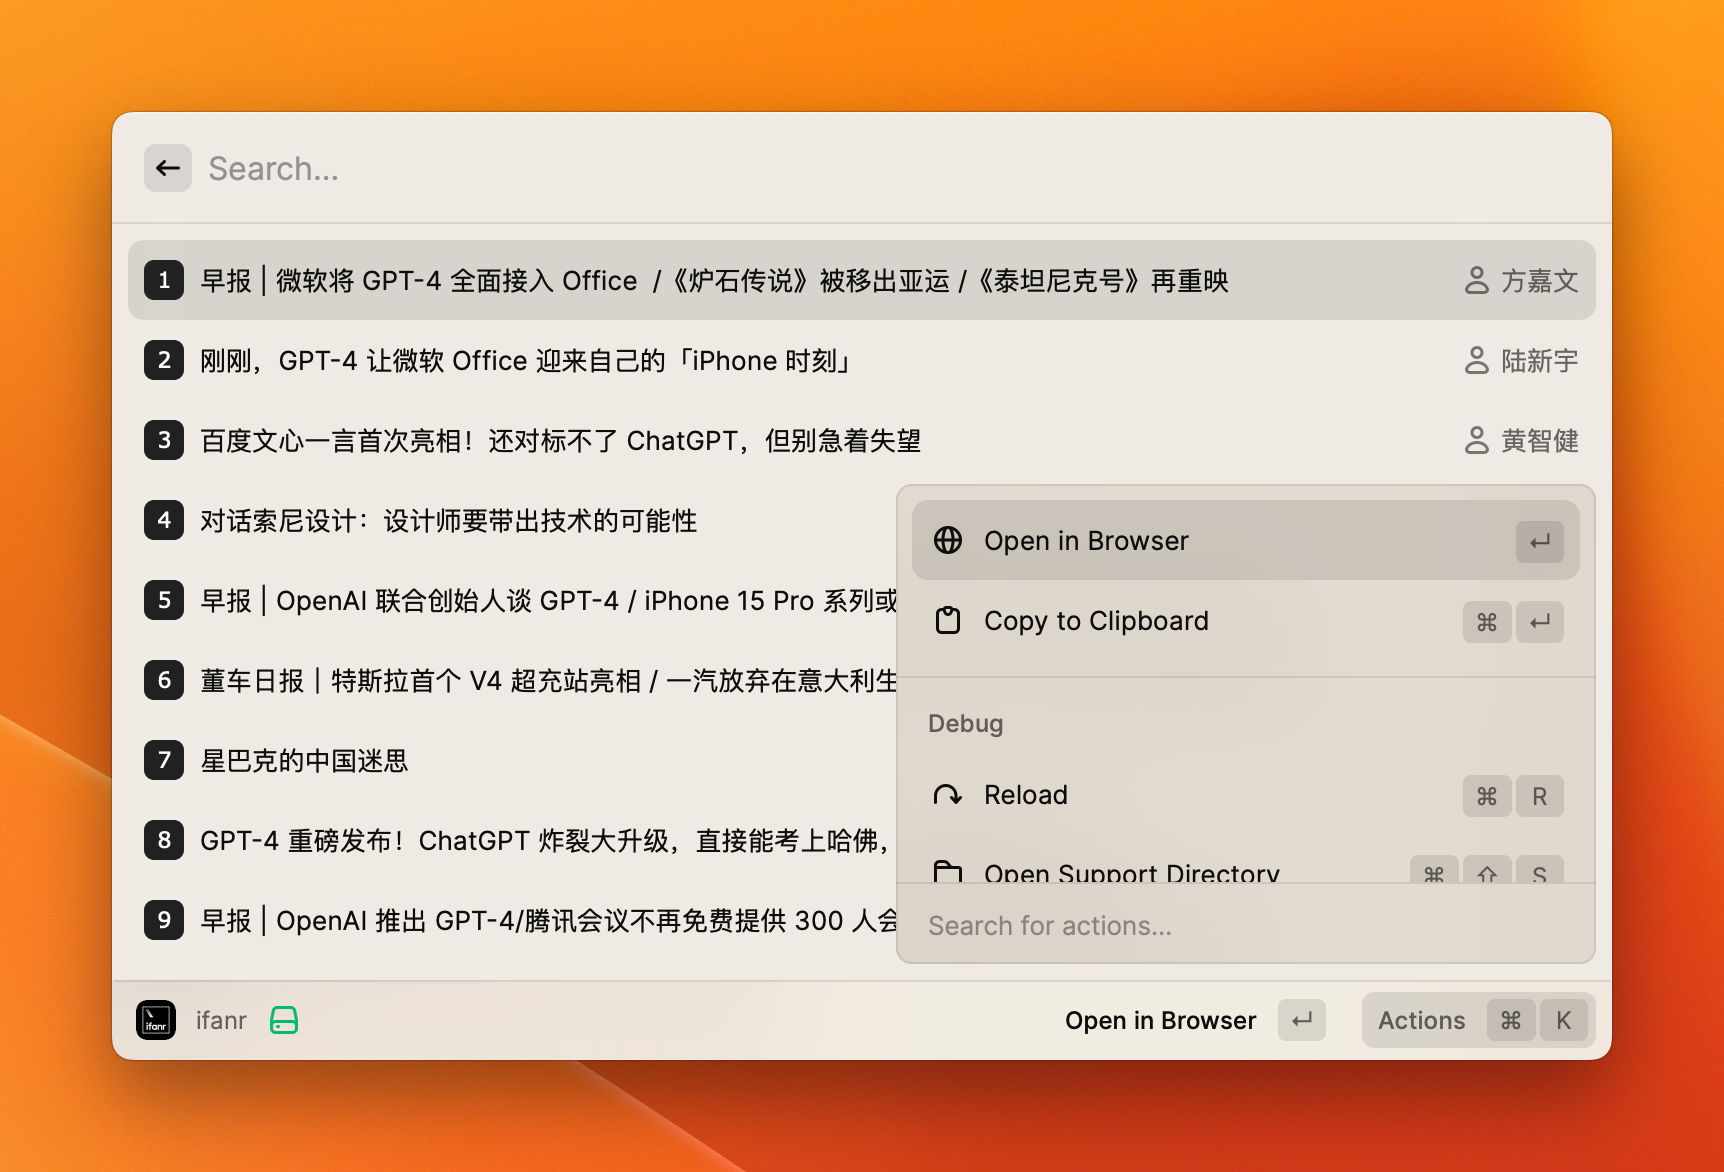 Search...
1 早报 | 微软将 GPT-4 全面接入 Office /《炉石传说》被移出亚运 /《泰坦尼克号》再重映 方嘉文
2 刚刚，GPT-4 让微软 Office 迎来自己的「iPhone 时刻」 陆新宇
3 百度文心一言首次亮相！还对标不了 ChatGPT，但别急着失望 黄智健
4 对话索尼设计：设计师要带出技术的可能性
5 早报 | OpenAI 联合创始人谈 GPT-4 / iPhone 15 Pro 系列或
6 董车日报｜特斯拉首个 V4 超充站亮相 / 一汽放弃在意大利生
7 星巴克的中国迷思
8 GPT-4 重磅发布！ChatGPT 炸裂大升级，直接能考上哈佛，
9 早报 | OpenAI 推出 GPT-4/腾讯会议不再免费提供 300 人会
Open in Browser ↵
Copy to Clipboard ⌘ ↵
Debug
Reload ⌘ R
Open Support Directory ⌘ ⇧ S
Search for actions...
ifanr ifanr Open in Browser ↵ Actions ⌘ K